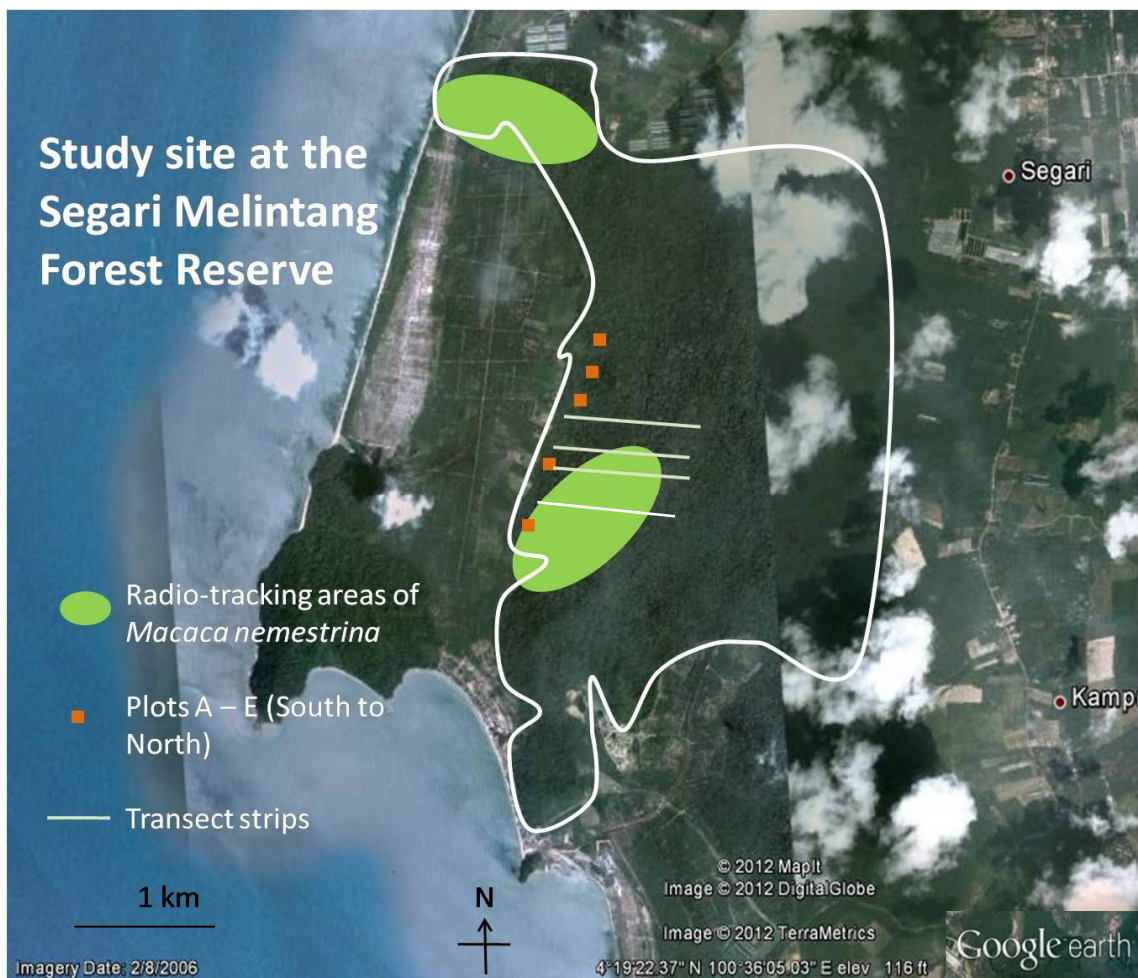 Study site at the
Segari Melintang
Forest Reserve
Segari
Radio-tracking areas of
Macaca nemestrina
Plots A – E (South to
North)
Kamp
Transect strips
© 2012 MapIt
Image © 2012 DigitalGlobe
1 km
N
Image © 2012 TerraMetrics
Google earth
Imagery Date: 2/8/2006
4°19'22.37" N 100°36'05.03" E elev 116 ft